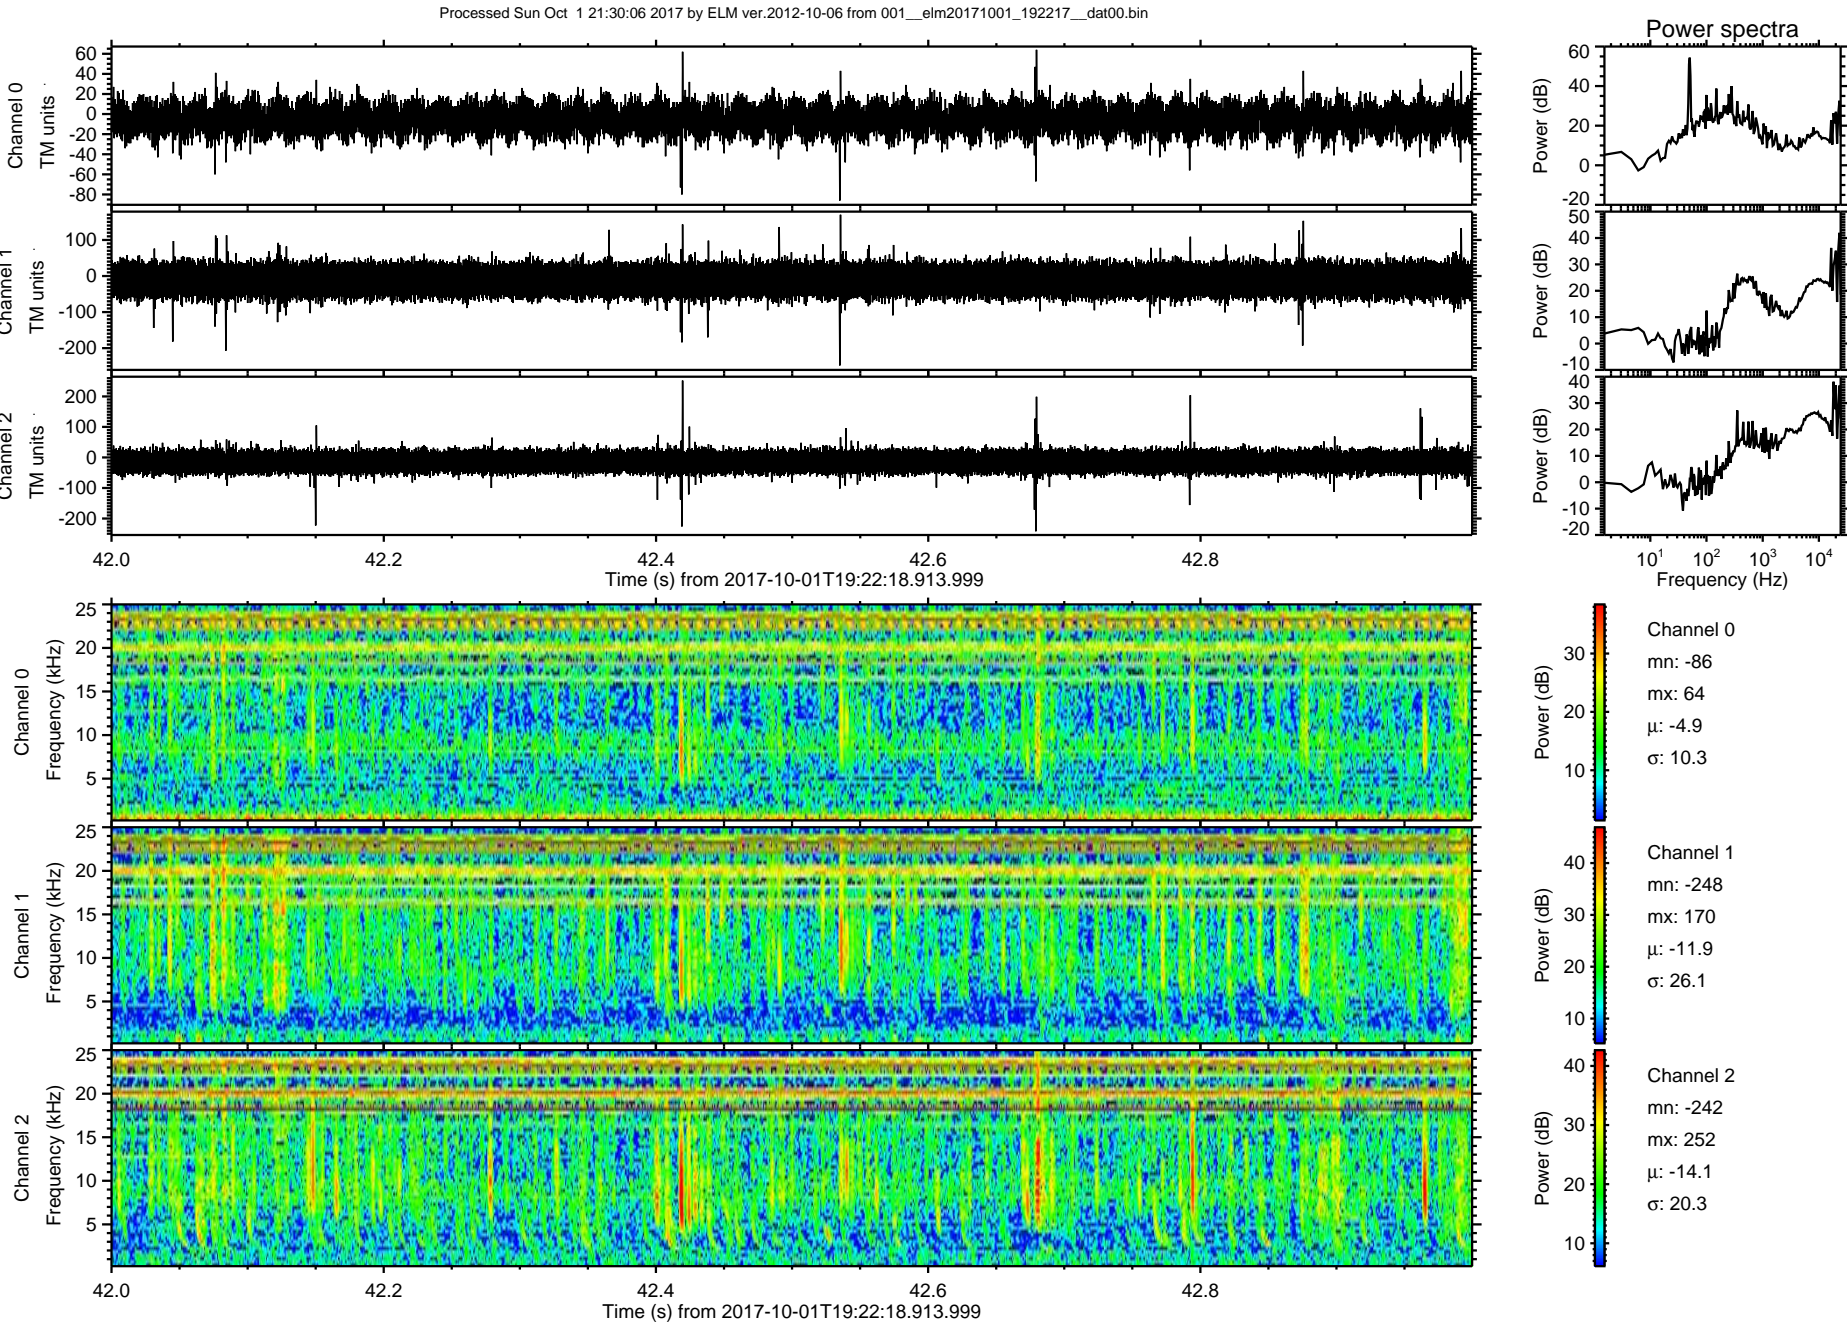 Processed Sun Oct  1 21:30:06 2017 by ELM ver.2012-10-06 from 001__elm20171001_192217__dat00.bin
Power spectra
Channel 0
TM units
60
40
20
0
-20
-40
-60
-80
Power (dB)
60
40
20
0
-20
Channel 1
TM units
100
0
-100
-200
Power (dB)
50
40
30
20
10
0
-10
Channel 2
TM units
200
100
0
-100
-200
Power (dB)
40
30
20
10
0
-10
-20
42.0 42.2 42.4 42.6 42.8
Time (s) from 2017-10-01T19:22:18.913.999
10¹ 10² 10³ 10⁴
Frequency (Hz)
Channel 0
Frequency (kHz)
25
20
15
10
5
Power (dB)
30
20
10
Channel 0
mn: -86
mx: 64
μ: -4.9
σ: 10.3
Channel 1
Frequency (kHz)
25
20
15
10
5
Power (dB)
40
30
20
10
Channel 1
mn: -248
mx: 170
μ: -11.9
σ: 26.1
Channel 2
Frequency (kHz)
25
20
15
10
5
Power (dB)
40
30
20
10
Channel 2
mn: -242
mx: 252
μ: -14.1
σ: 20.3
42.0 42.2 42.4 42.6 42.8
Time (s) from 2017-10-01T19:22:18.913.999